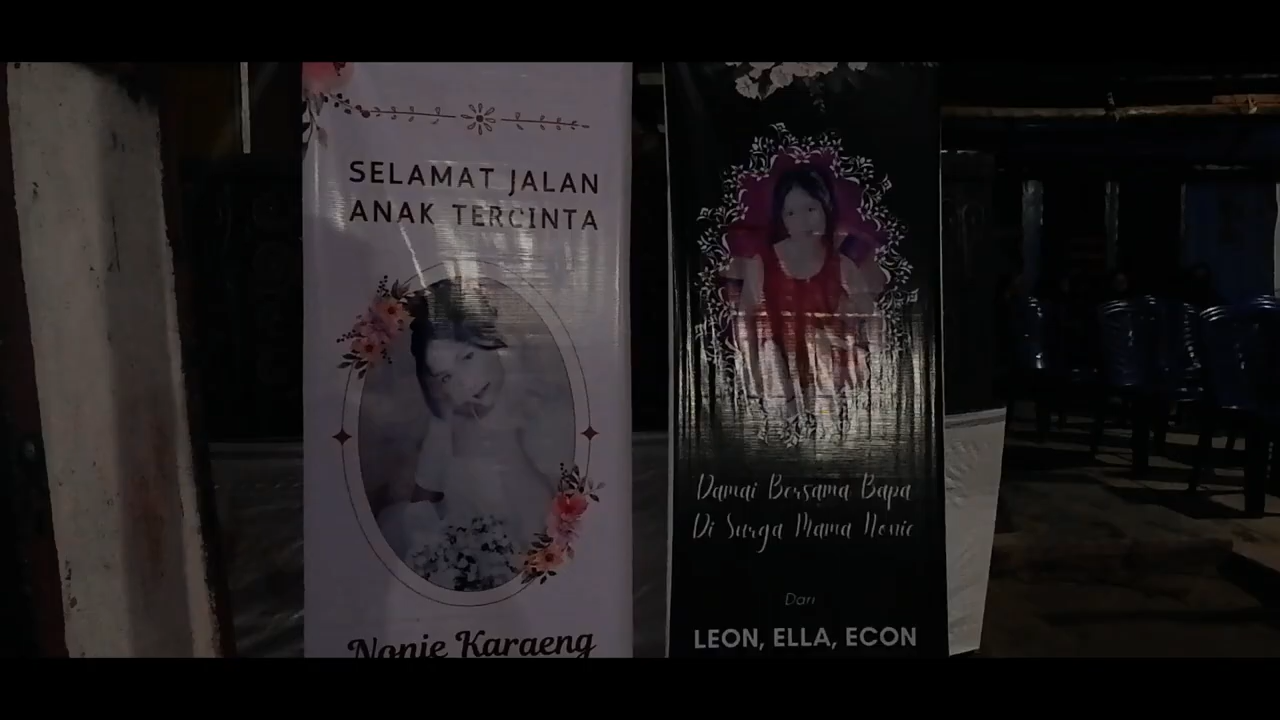 SELAMAT JALAN
ANAK TERCINTA
Nonie Karaeng
Damai Bersama Bapa
Di Surga Mama Nonie
Dari
LEON, ELLA, ECON